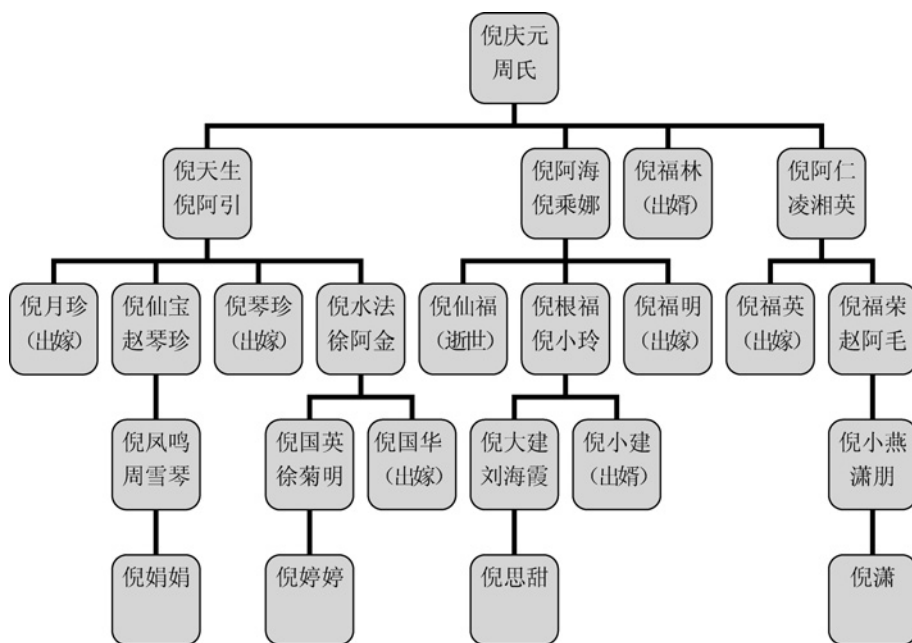 倪庆元
周氏
倪天生
倪阿引
倪阿海
倪乘娜
倪福林
(出婿)
倪阿仁
凌湘英
倪月珍
(出嫁)
倪仙宝
赵琴珍
倪琴珍
(出嫁)
倪水法
徐阿金
倪仙福
(逝世)
倪根福
倪小玲
倪福明
(出嫁)
倪福英
(出嫁)
倪福荣
赵阿毛
倪凤鸣
周雪琴
倪国英
徐菊明
倪国华
(出嫁)
倪大建
刘海霞
倪小建
(出婿)
倪小燕
潇朋
倪娟娟
倪婷婷
倪思甜
倪潇